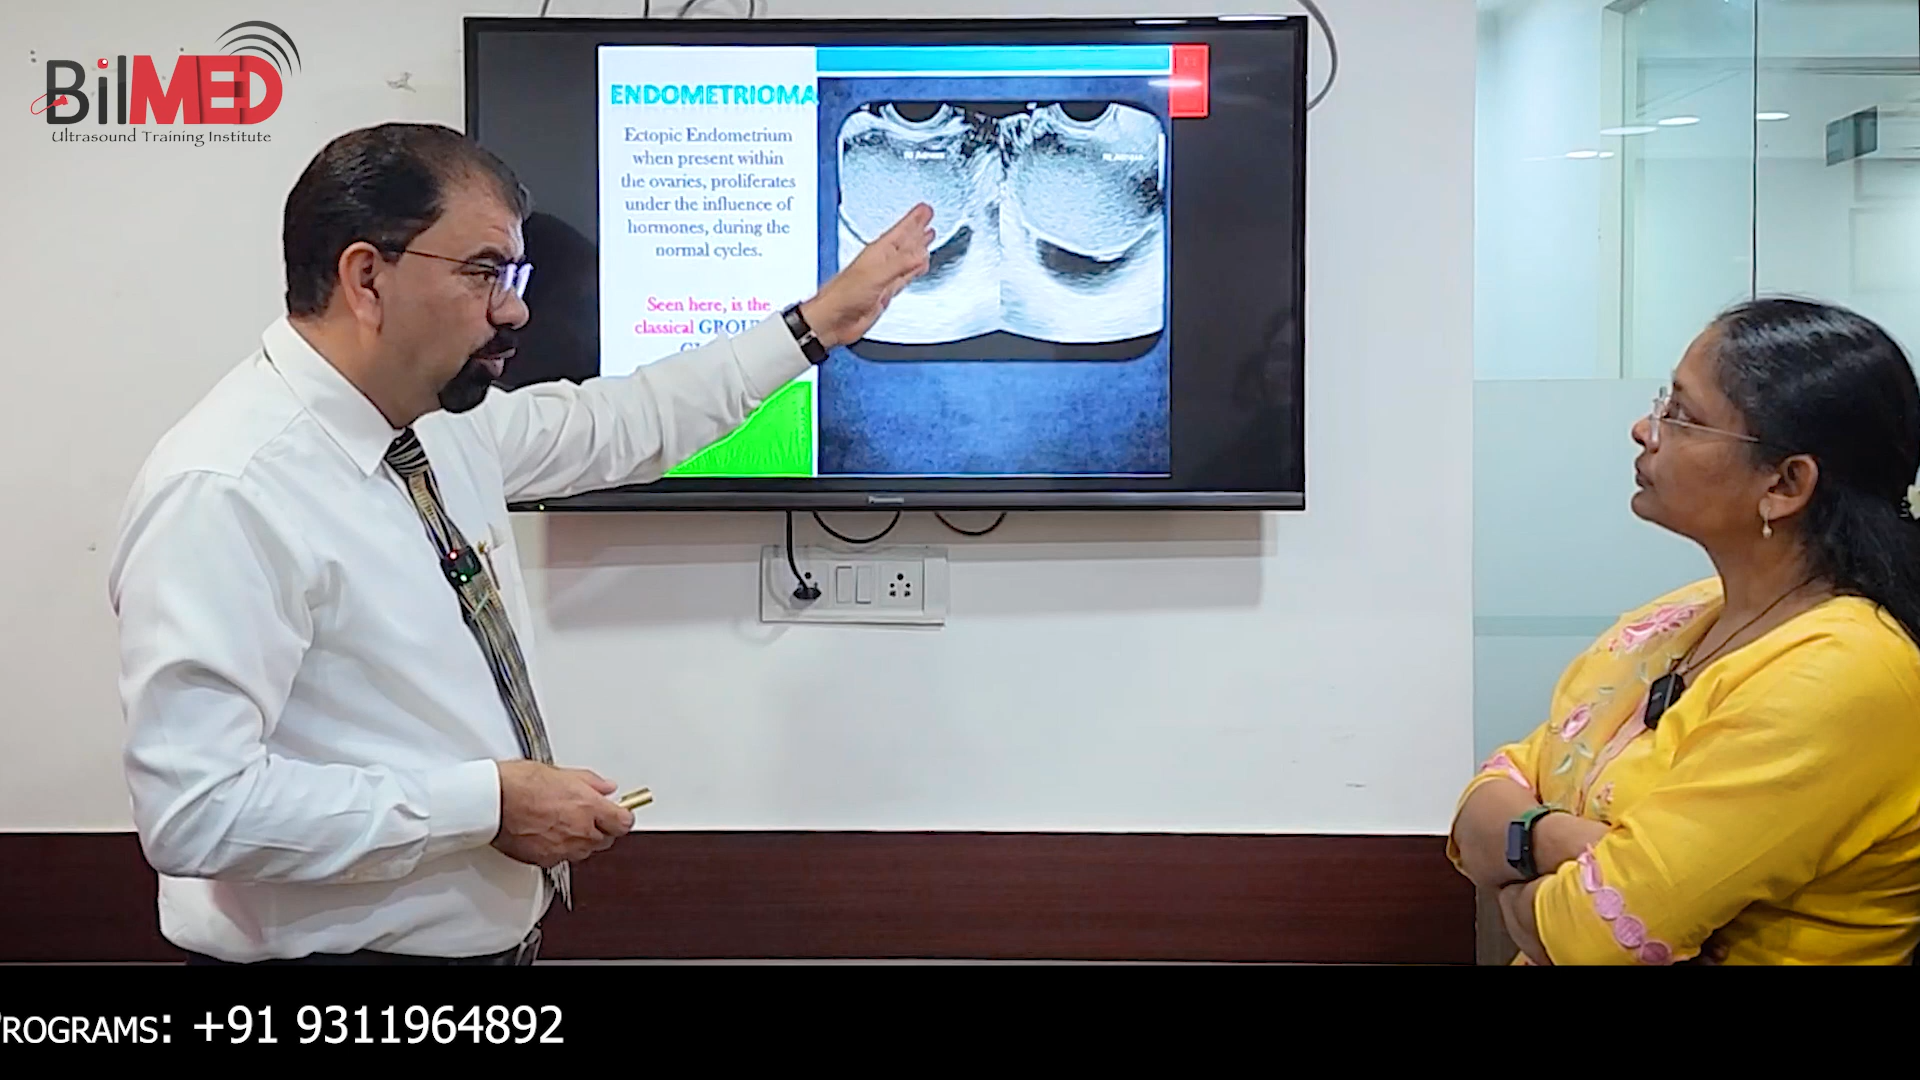 BilMED
Ultrasound Training Institute
ENDOMETRIOMA
Ectopic Endometrium
when present within
the ovaries, proliferates
under the influence of
hormones, during the
normal cycles.
Seen here, is the
classical
Panasonic
ROGRAMS: +91 9311964892